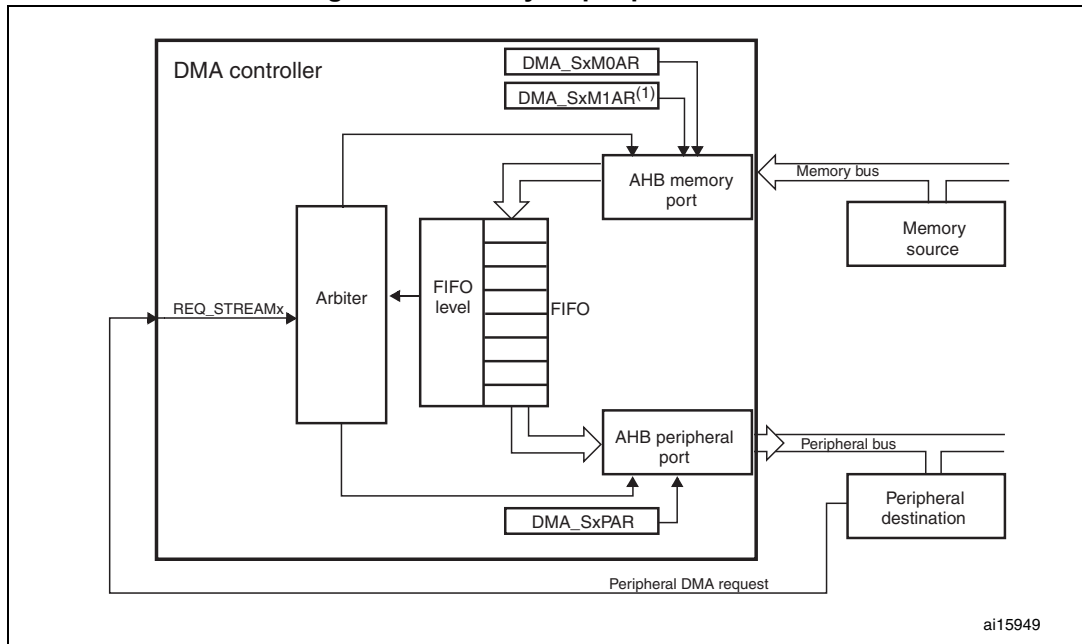 DMA controller
DMA_SxM0AR
DMA_SxM1AR(1)
AHB memory
port
Memory bus
Memory
source
Arbiter
FIFO
level
FIFO
REQ_STREAMx
AHB peripheral
port
Peripheral bus
Peripheral
destination
DMA_SxPAR
Peripheral DMA request
ai15949